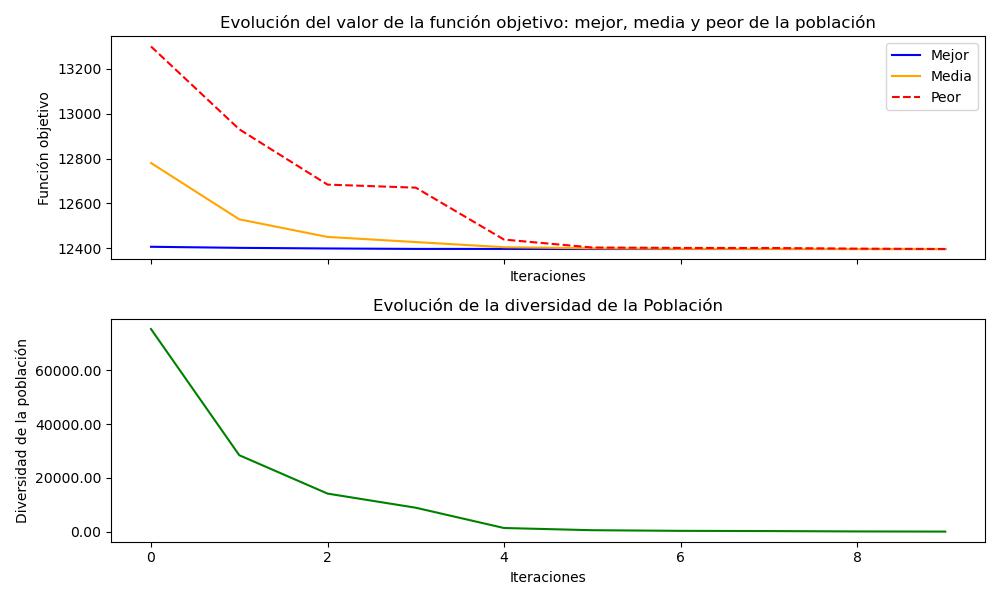 Evolución del valor de la función objetivo: mejor, media y peor de la población
Función objetivo
13200
13000
12800
12600
12400
Mejor
Media
Peor
Iteraciones
Evolución de la diversidad de la Población
Diversidad de la población
60000.00
40000.00
20000.00
0.00
0 2 4 6 8
Iteraciones